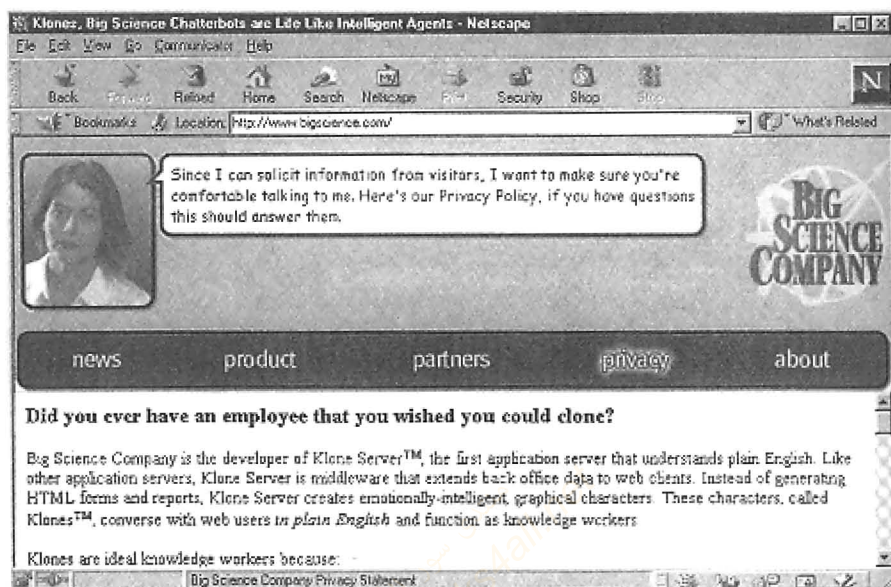 Klones, Big Science Chatterbots are Life Like Intelligent Agents - Netscape
File Edit View Go Communicator Help
Back Forward Reload Home Search Netscape Print Security Shop Stop
Bookmarks Location: http://www.bigscience.com/ What's Related
Since I can solicit information from visitors, I want to make sure you're
comfortable talking to me. Here's our Privacy Policy, if you have questions
this should answer them.
BIG
SCIENCE
COMPANY
news product partners privacy about
Did you ever have an employee that you wished you could clone?
Big Science Company is the developer of Klone Server™, the first application server that understands plain English. Like
other application servers, Klone Server is middleware that extends back office data to web clients. Instead of generating
HTML forms and reports, Klone Server creates emotionally-intelligent, graphical characters. These characters, called
Klones™, converse with web users in plain English and function as knowledge workers
Klones are ideal knowledge workers because:
Big Science Company Privacy Statement